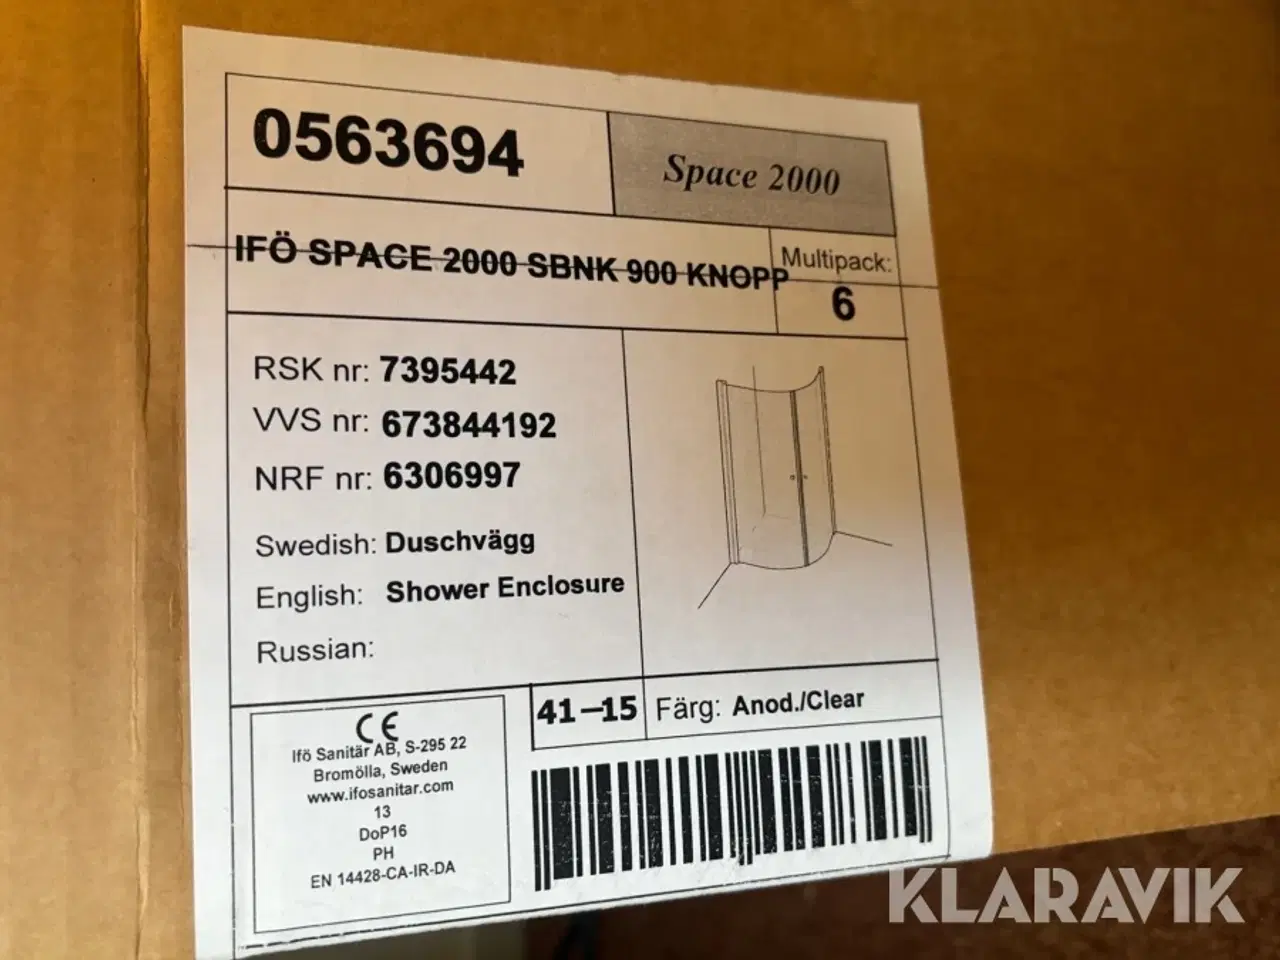 0563694
Space 2000
IFÖ SPACE 2000 SBNK 900 KNOPP
Multipack:
6
RSK nr: 7395442
VVS nr: 673844192
NRF nr: 6306997
Swedish: Duschvägg
English: Shower Enclosure
Russian:
41-15
Färg: Anod./Clear
CE
Ifö Sanitär AB, S-295 22
Bromölla, Sweden
www.ifosanitar.com
13
DoP16
PH
EN 14428-CA-IR-DA
KLARAVIK